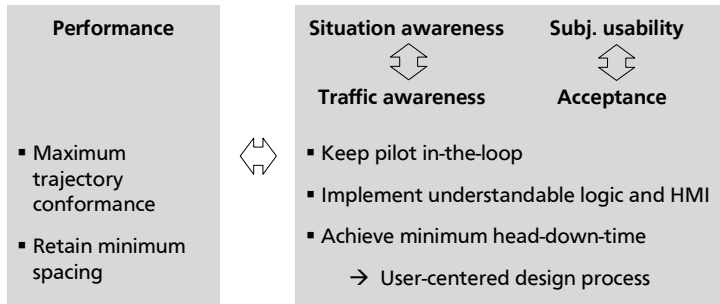 Performance
▪ Maximum
trajectory
conformance
▪ Retain minimum
spacing
Situation awareness
Subj. usability
Traffic awareness
Acceptance
▪ Keep pilot in-the-loop
▪ Implement understandable logic and HMI
▪ Achieve minimum head-down-time
→ User-centered design process